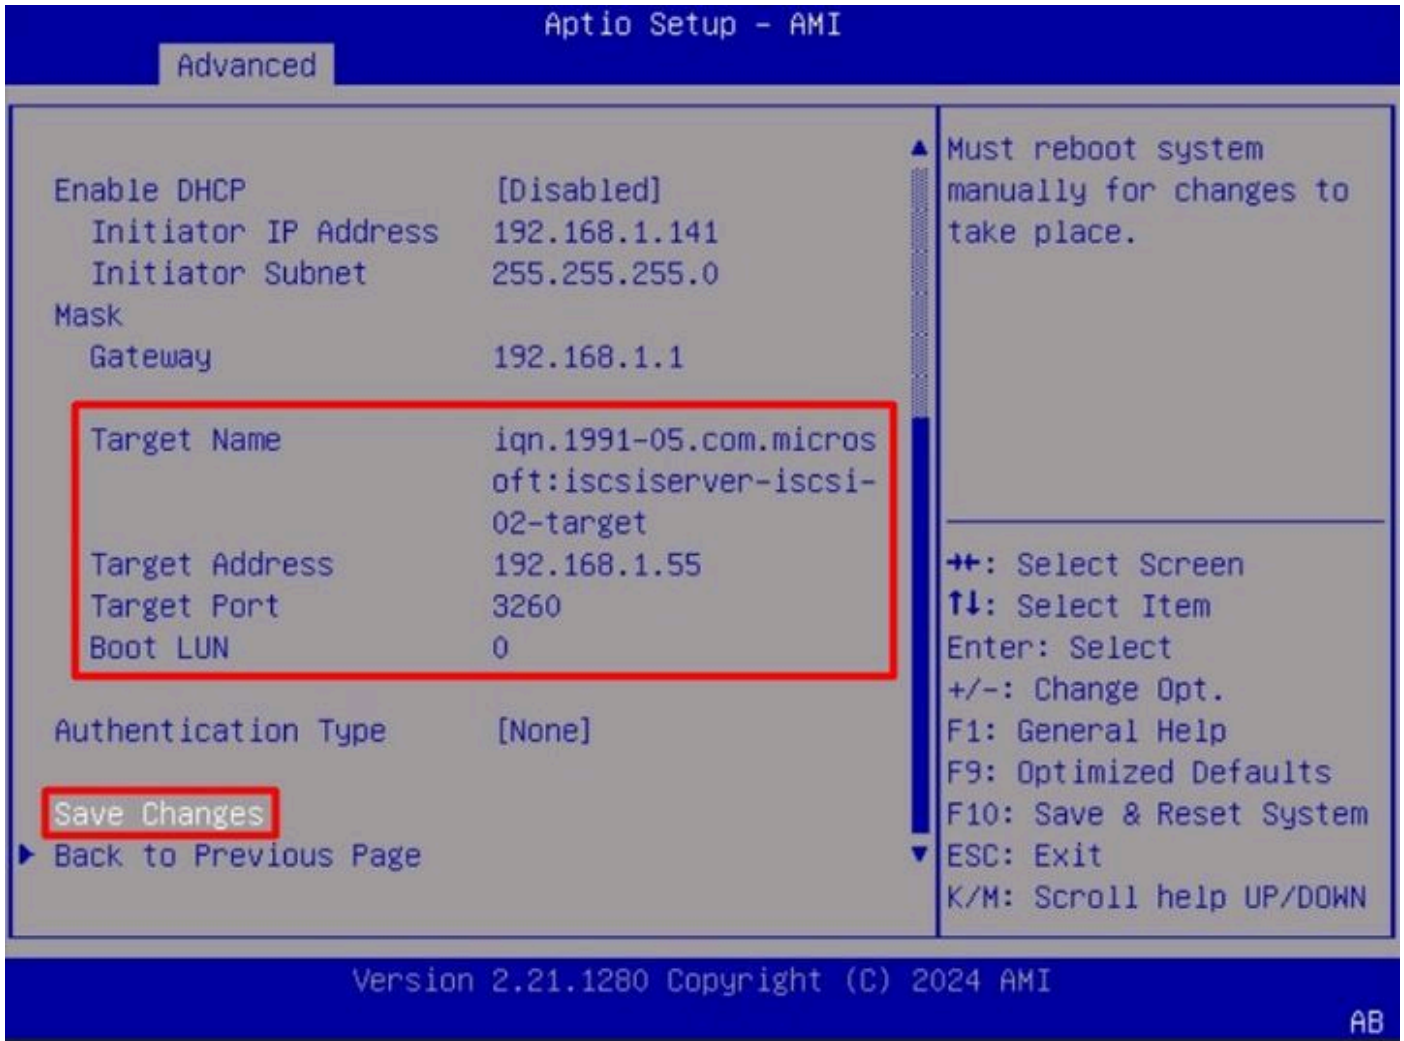 Aptio Setup – AMI
Advanced
Enable DHCP [Disabled]
Initiator IP Address 192.168.1.141
Initiator Subnet 255.255.255.0
Mask
Gateway 192.168.1.1
Target Name iqn.1991-05.com.micros
oft:iscsiserver-iscsi-
02-target
Target Address 192.168.1.55
Target Port 3260
Boot LUN 0
Authentication Type [None]
Save Changes
Back to Previous Page
Must reboot system
manually for changes to
take place.
→←: Select Screen
↑↓: Select Item
Enter: Select
+/-: Change Opt.
F1: General Help
F9: Optimized Defaults
F10: Save & Reset System
ESC: Exit
K/M: Scroll help UP/DOWN
Version 2.21.1280 Copyright (C) 2024 AMI
AB